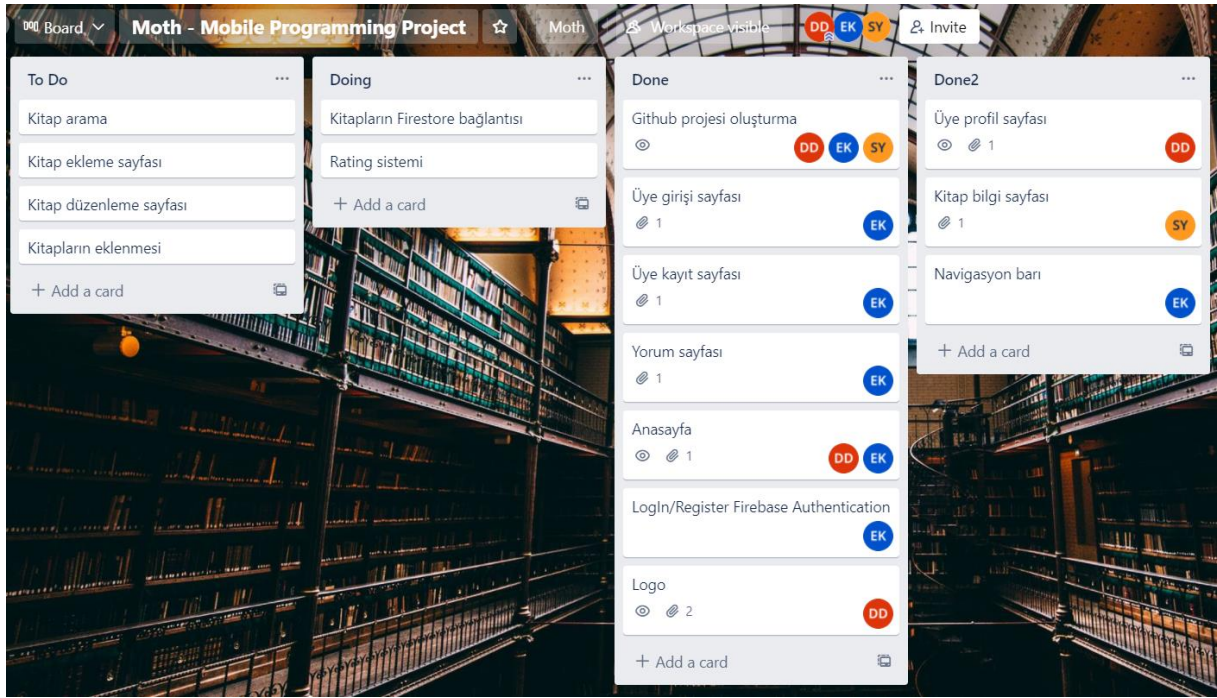 Board
Moth - Mobile Programming Project
Moth
Workspace visible
DD EK SY
Invite
To Do
Kitap arama
Kitap ekleme sayfası
Kitap düzenleme sayfası
Kitapların eklenmesi
+ Add a card
Doing
Kitapların Firestore bağlantısı
Rating sistemi
+ Add a card
Done
Github projesi oluşturma
DD EK SY
Üye girişi sayfası
1 EK
Üye kayıt sayfası
1 EK
Yorum sayfası
1 EK
Anasayfa
1 DD EK
LogIn/Register Firebase Authentication
EK
Logo
2 DD
+ Add a card
Done2
Üye profil sayfası
1 DD
Kitap bilgi sayfası
1 SY
Navigasyon barı
EK
+ Add a card